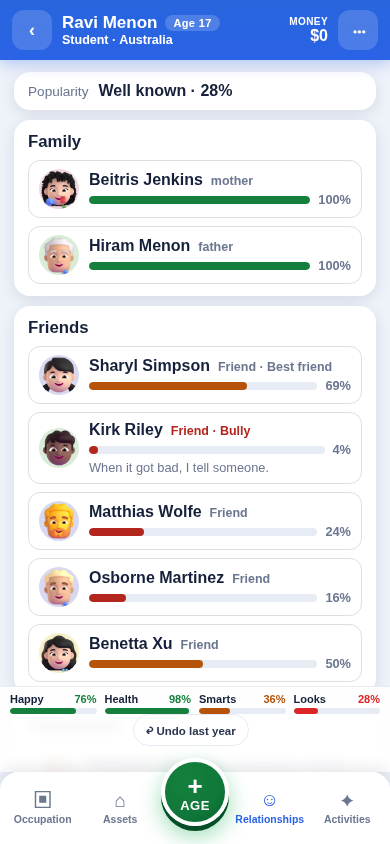 Ravi Menon Age 17
Student · Australia
MONEY
$0
Popularity Well known · 28%
Family
Beitris Jenkins mother
100%
Hiram Menon father
100%
Friends
Sharyl Simpson Friend · Best friend
69%
Kirk Riley Friend · Bully
4%
When it got bad, I tell someone.
Matthias Wolfe Friend
24%
Osborne Martinez Friend
16%
Benetta Xu Friend
50%
Happy 76% Health 98% Smarts 36% Looks 28%
Undo last year
+
AGE
Occupation Assets Relationships Activities